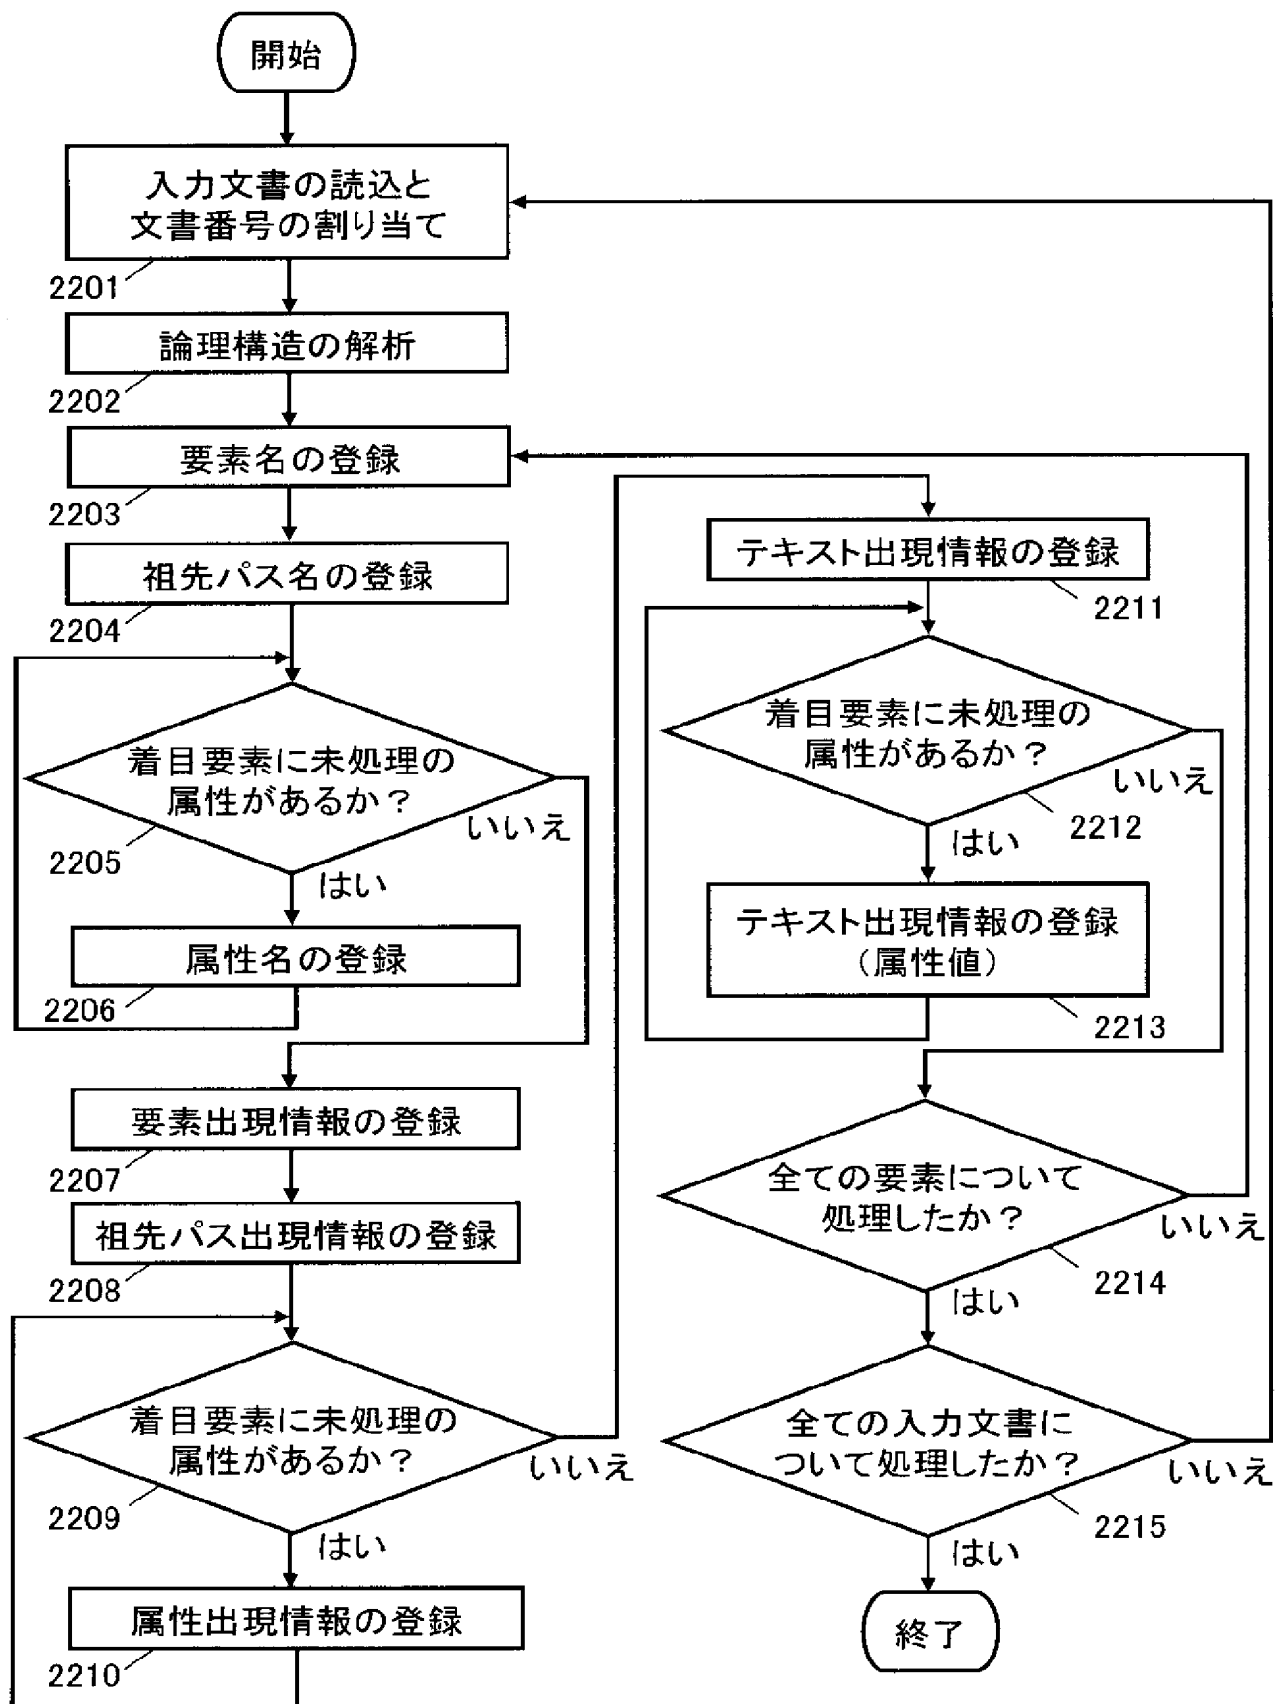 開始
入力文書の読込と
文書番号の割り当て
2201
論理構造の解析
2202
要素名の登録
2203
祖先パス名の登録
2204
着目要素に未処理の
属性があるか？
2205
いいえ
はい
属性名の登録
2206
要素出現情報の登録
2207
祖先パス出現情報の登録
2208
着目要素に未処理の
属性があるか？
2209
いいえ
はい
属性出現情報の登録
2210
テキスト出現情報の登録
2211
着目要素に未処理の
属性があるか？
いいえ
2212
はい
テキスト出現情報の登録
（属性値）
2213
全ての要素について
処理したか？
いいえ
2214
はい
全ての入力文書に
ついて処理したか？
いいえ
2215
はい
終了